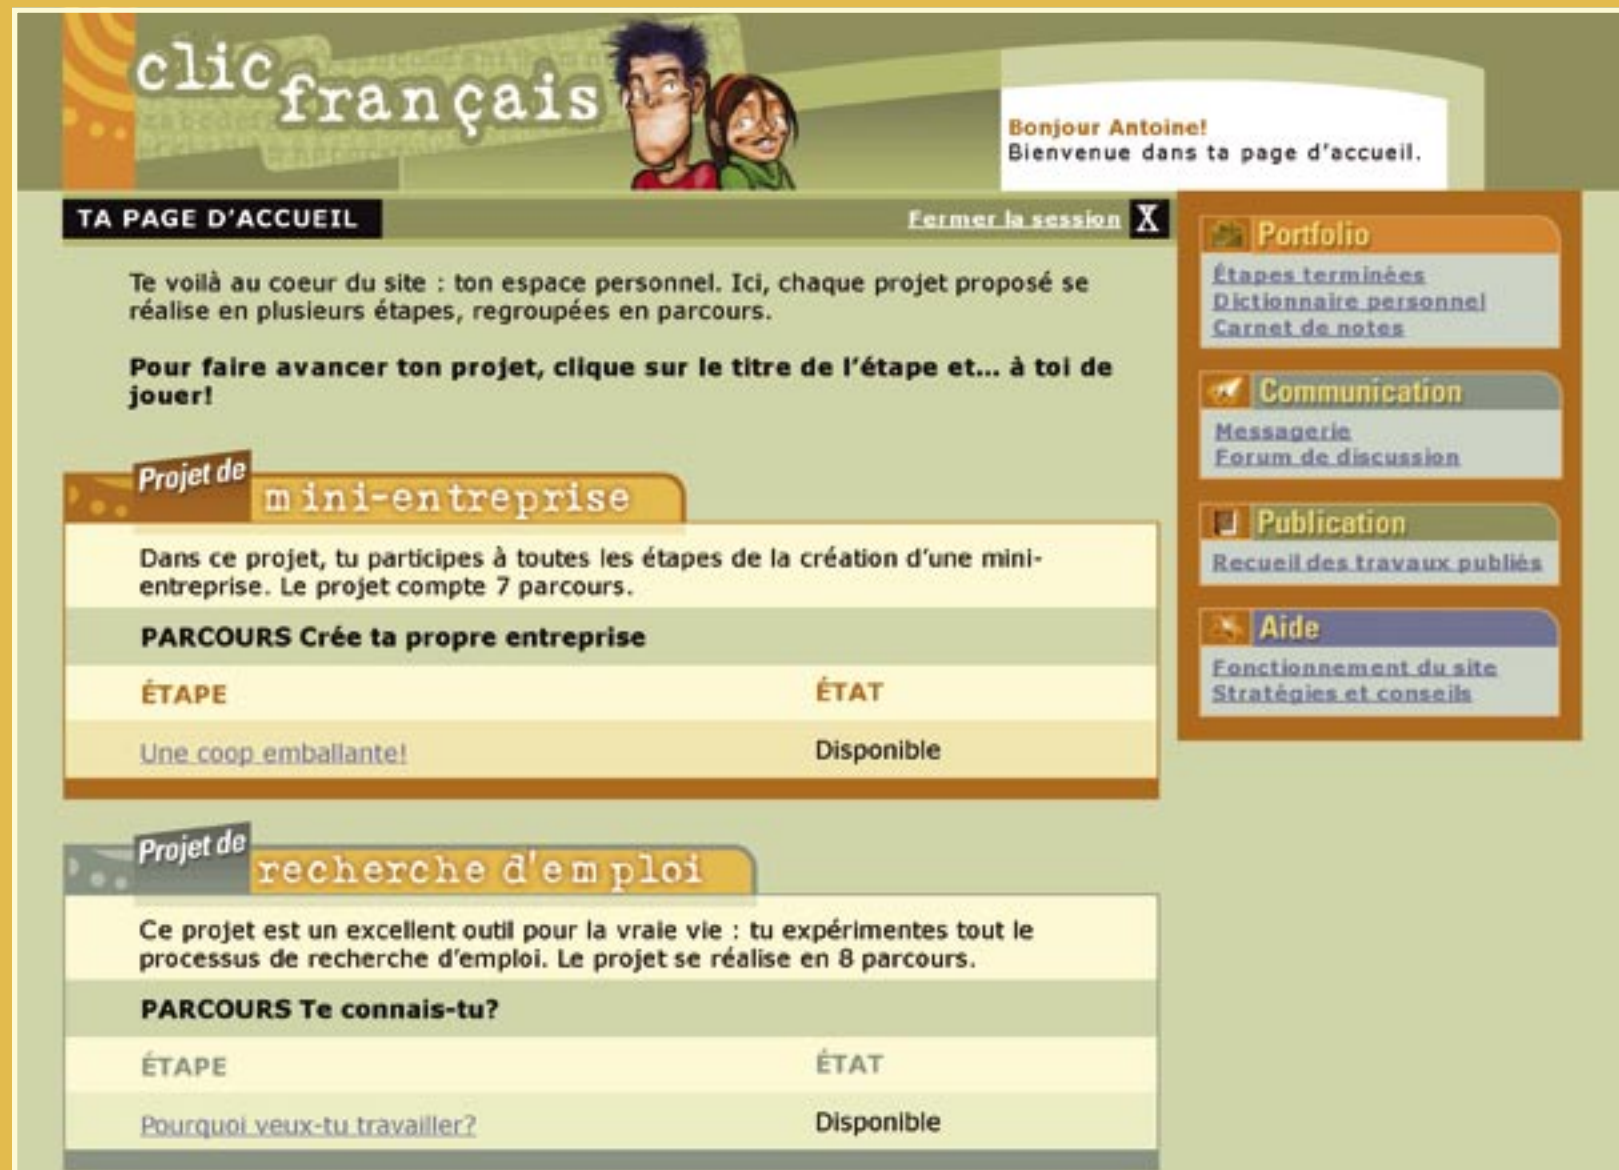 clic français
Bonjour Antoine!
Bienvenue dans ta page d'accueil.
TA PAGE D'ACCUEIL
Fermer la session X
Te voilà au coeur du site : ton espace personnel. Ici, chaque projet proposé se
réalise en plusieurs étapes, regroupées en parcours.
Pour faire avancer ton projet, clique sur le titre de l'étape et... à toi de
jouer!
Projet de
mini-entreprise
Dans ce projet, tu participes à toutes les étapes de la création d'une mini-
entreprise. Le projet compte 7 parcours.
PARCOURS Crée ta propre entreprise
ÉTAPE ÉTAT
Une coop emballante! Disponible
Projet de
recherche d'emploi
Ce projet est un excellent outil pour la vraie vie : tu expérimentes tout le
processus de recherche d'emploi. Le projet se réalise en 8 parcours.
PARCOURS Te connais-tu?
ÉTAPE ÉTAT
Pourquoi veux-tu travailler? Disponible
Portfolio
Étapes terminées
Dictionnaire personnel
Carnet de notes
Communication
Messagerie
Forum de discussion
Publication
Recueil des travaux publiés
Aide
Fonctionnement du site
Stratégies et conseils